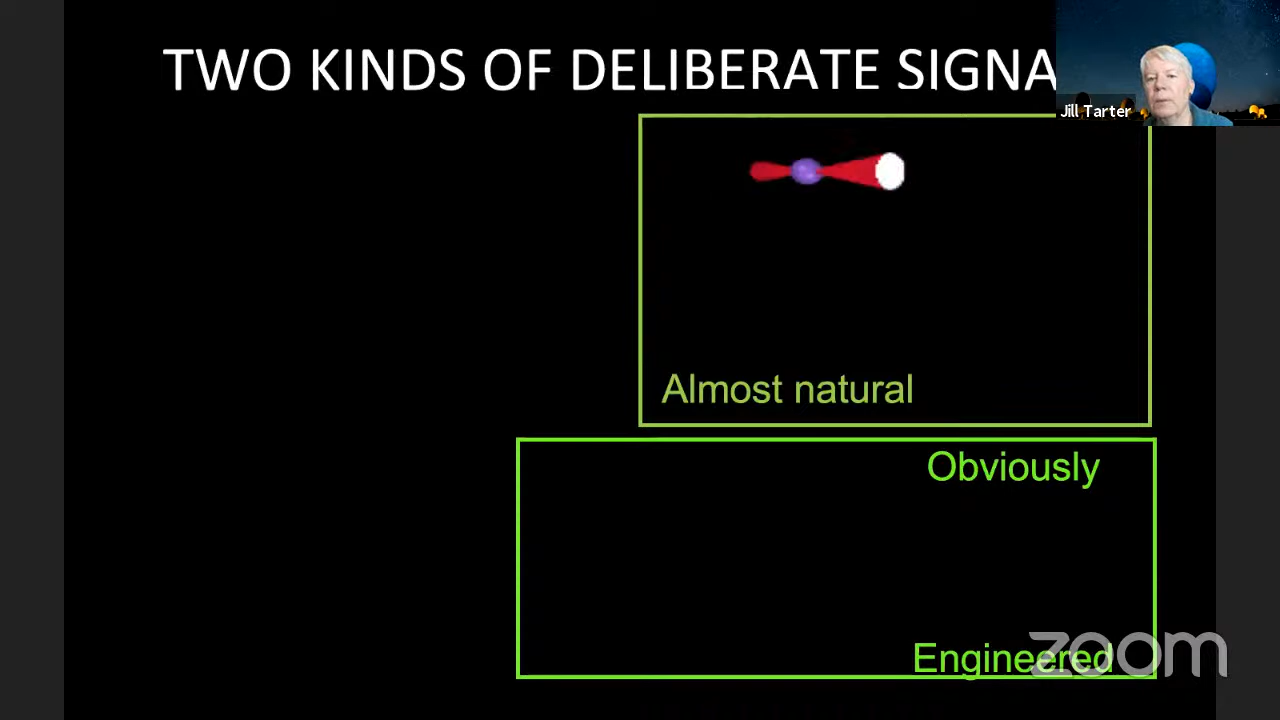 TWO KINDS OF DELIBERATE SIGNA
Jill Tarter
Almost natural
Obviously
Engineered
zoom